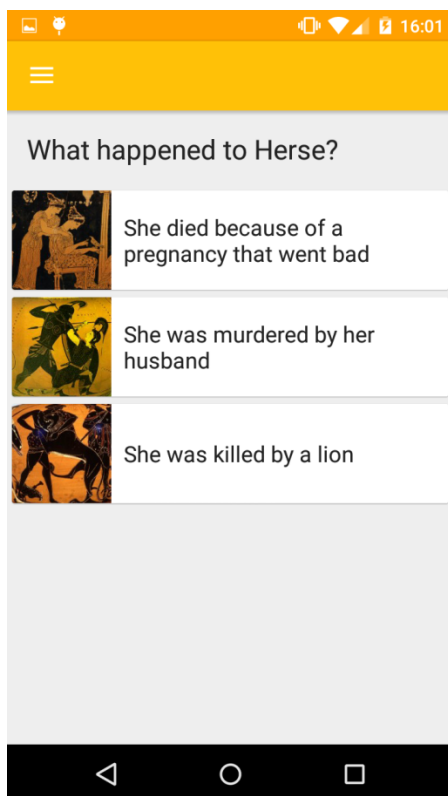 16:01
What happened to Herse?
She died because of a
pregnancy that went bad
She was murdered by her
husband
She was killed by a lion